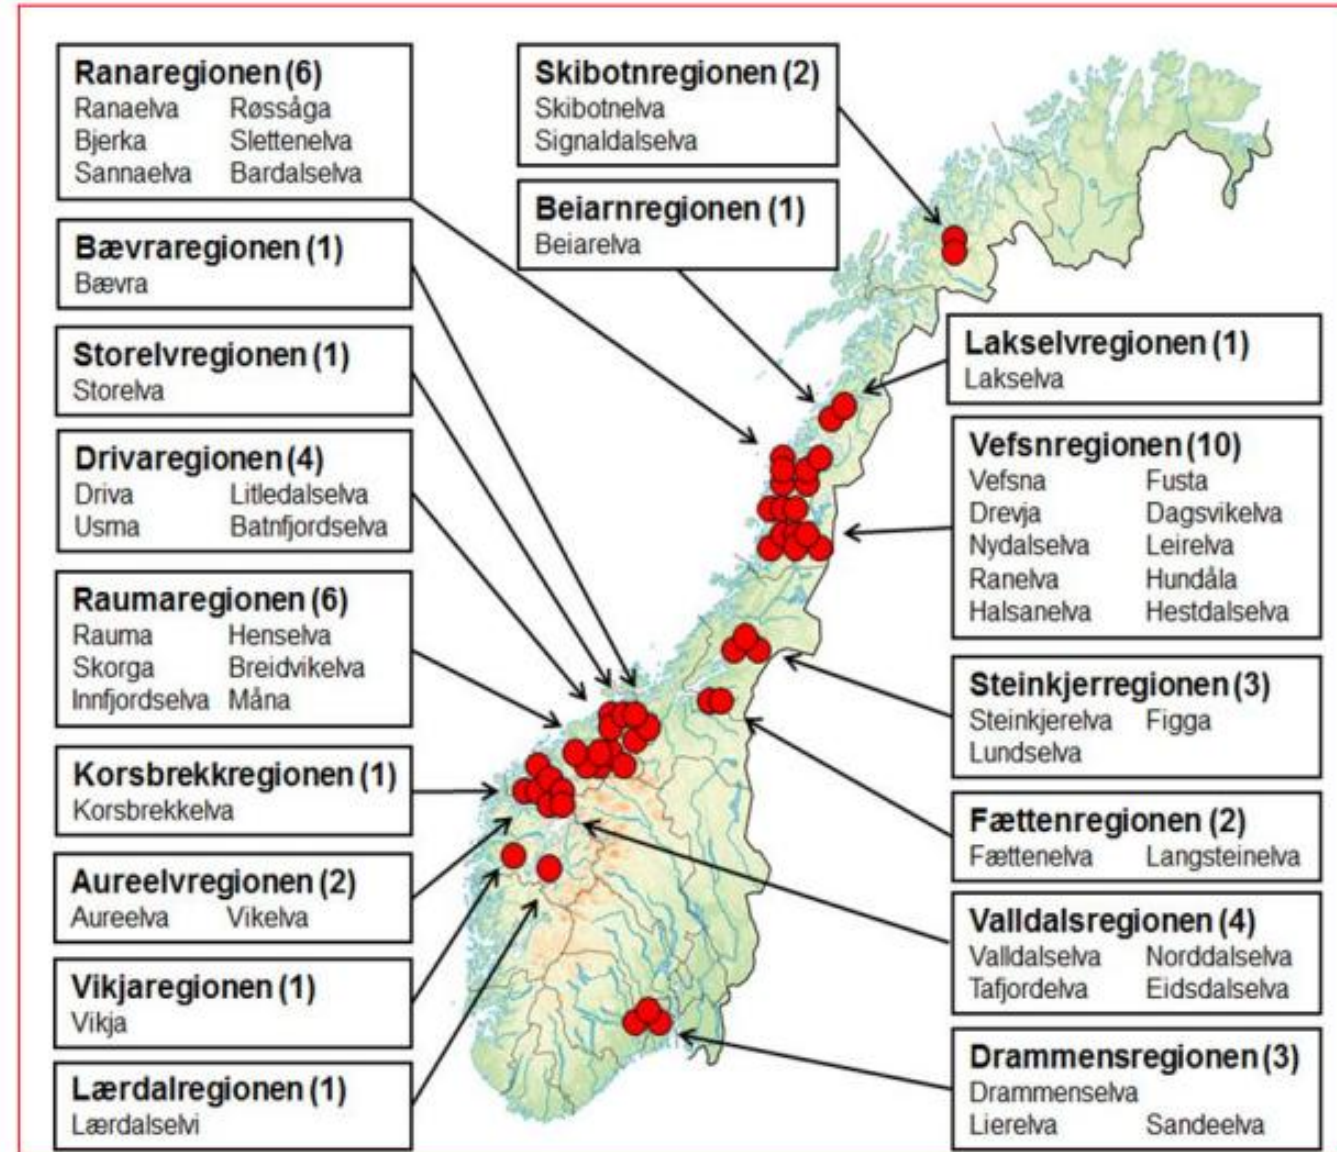 Ranaregionen (6)
Ranaelva Røssåga
Bjerka Slettenelva
Sannaelva Bardalselva
Bævraregionen (1)
Bævra
Storelvregionen (1)
Storelva
Drivaregionen (4)
Driva Litledalselva
Usma Batnfjordselva
Raumaregionen (6)
Rauma Henselva
Skorga Breidvikelva
Innfjordselva Måna
Korsbrekkregionen (1)
Korsbrekkelva
Aureelvregionen (2)
Aureelva Vikelva
Vikjaregionen (1)
Vikja
Lærdalregionen (1)
Lærdalselvi
Skibotnregionen (2)
Skibotnelva
Signaldalselva
Beiarnregionen (1)
Beiarelva
Lakselvregionen (1)
Lakselva
Vefsnregionen (10)
Vefsna Fusta
Drevja Dagsvikelva
Nydalselva Leirelva
Ranelva Hundåla
Halsanelva Hestdalselva
Steinkjerregionen (3)
Steinkjerelva Figga
Lundselva
Fættenregionen (2)
Fættenelva Langsteinelva
Valldalsregionen (4)
Valldalselva Norddalselva
Tafjordelva Eidsdalselva
Drammensregionen (3)
Drammenselva
Lierelva Sandeelva